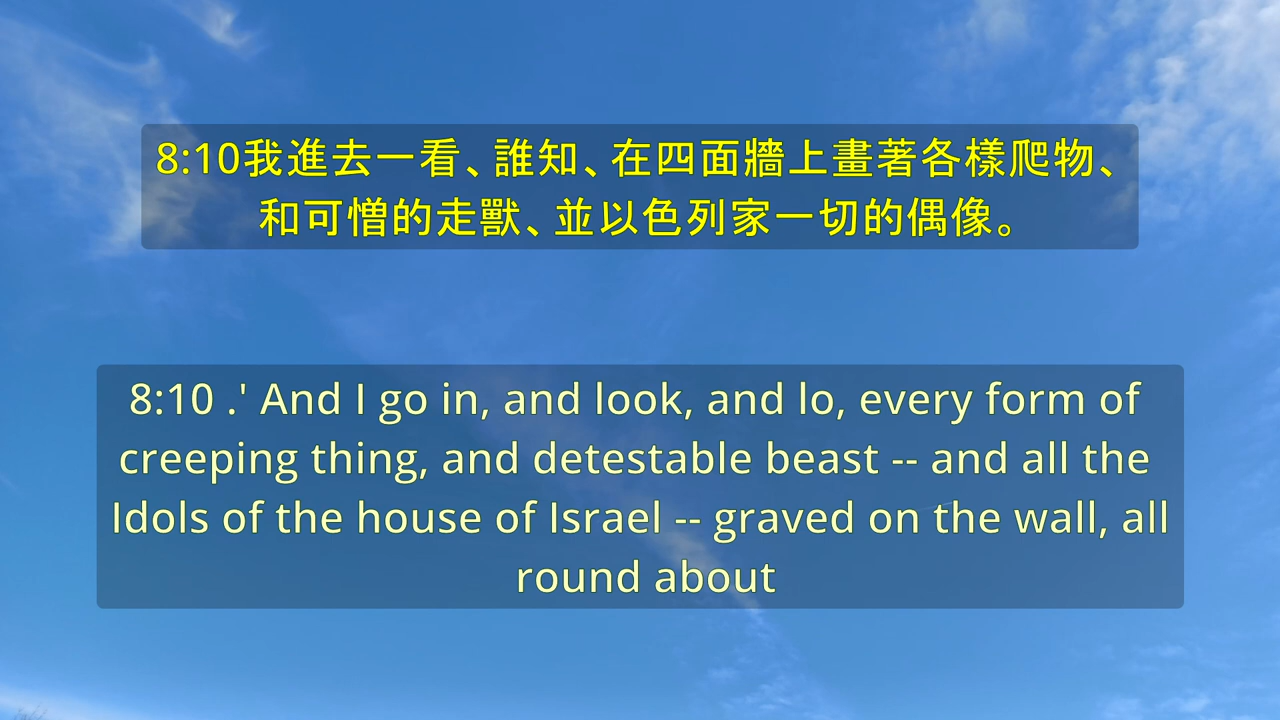 8:10我進去一看、誰知、在四面牆上畫著各樣爬物、
和可憎的走獸、並以色列家一切的偶像。
8:10 .' And I go in, and look, and lo, every form of
creeping thing, and detestable beast -- and all the
Idols of the house of Israel -- graved on the wall, all
round about